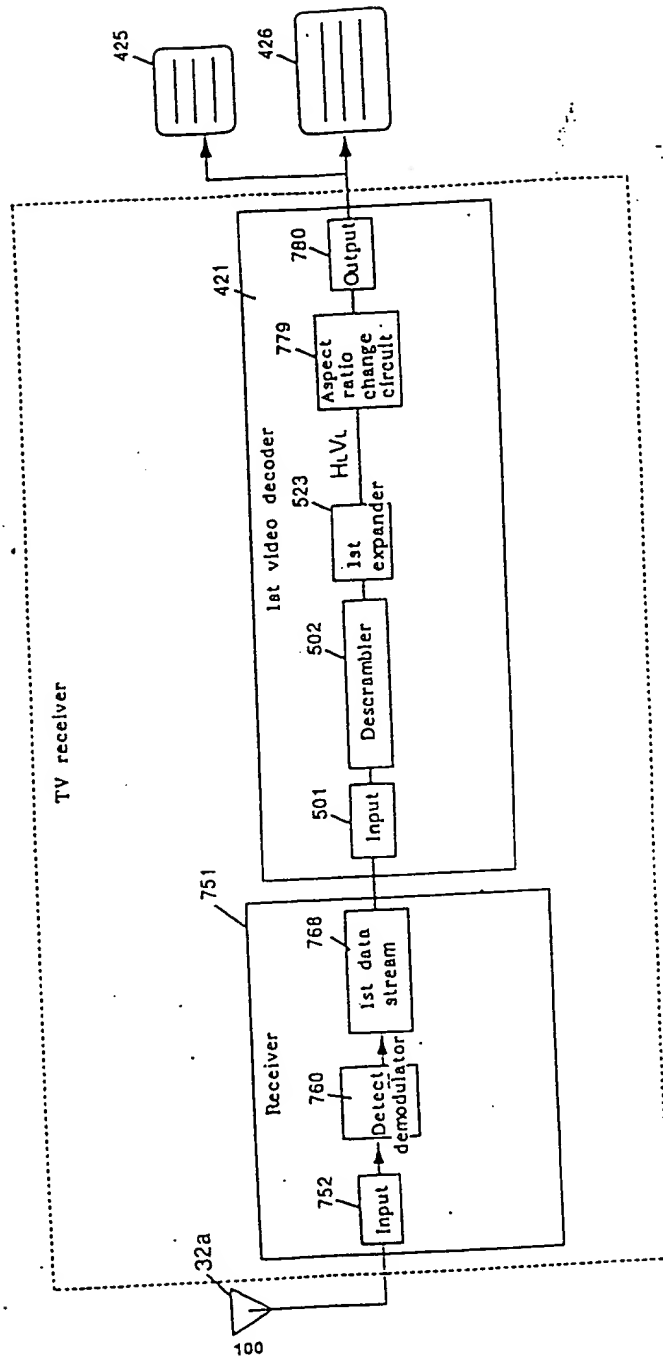 TV receiver
32a
100
Receiver
751
752
Input
760
Detect
demodulator
768
1st data
stream
1st video decoder
421
501
Input
502
Descrambler
523
1st
expander
HLVL
779
Aspect
ratio
change
circuit
780
Output
425
426